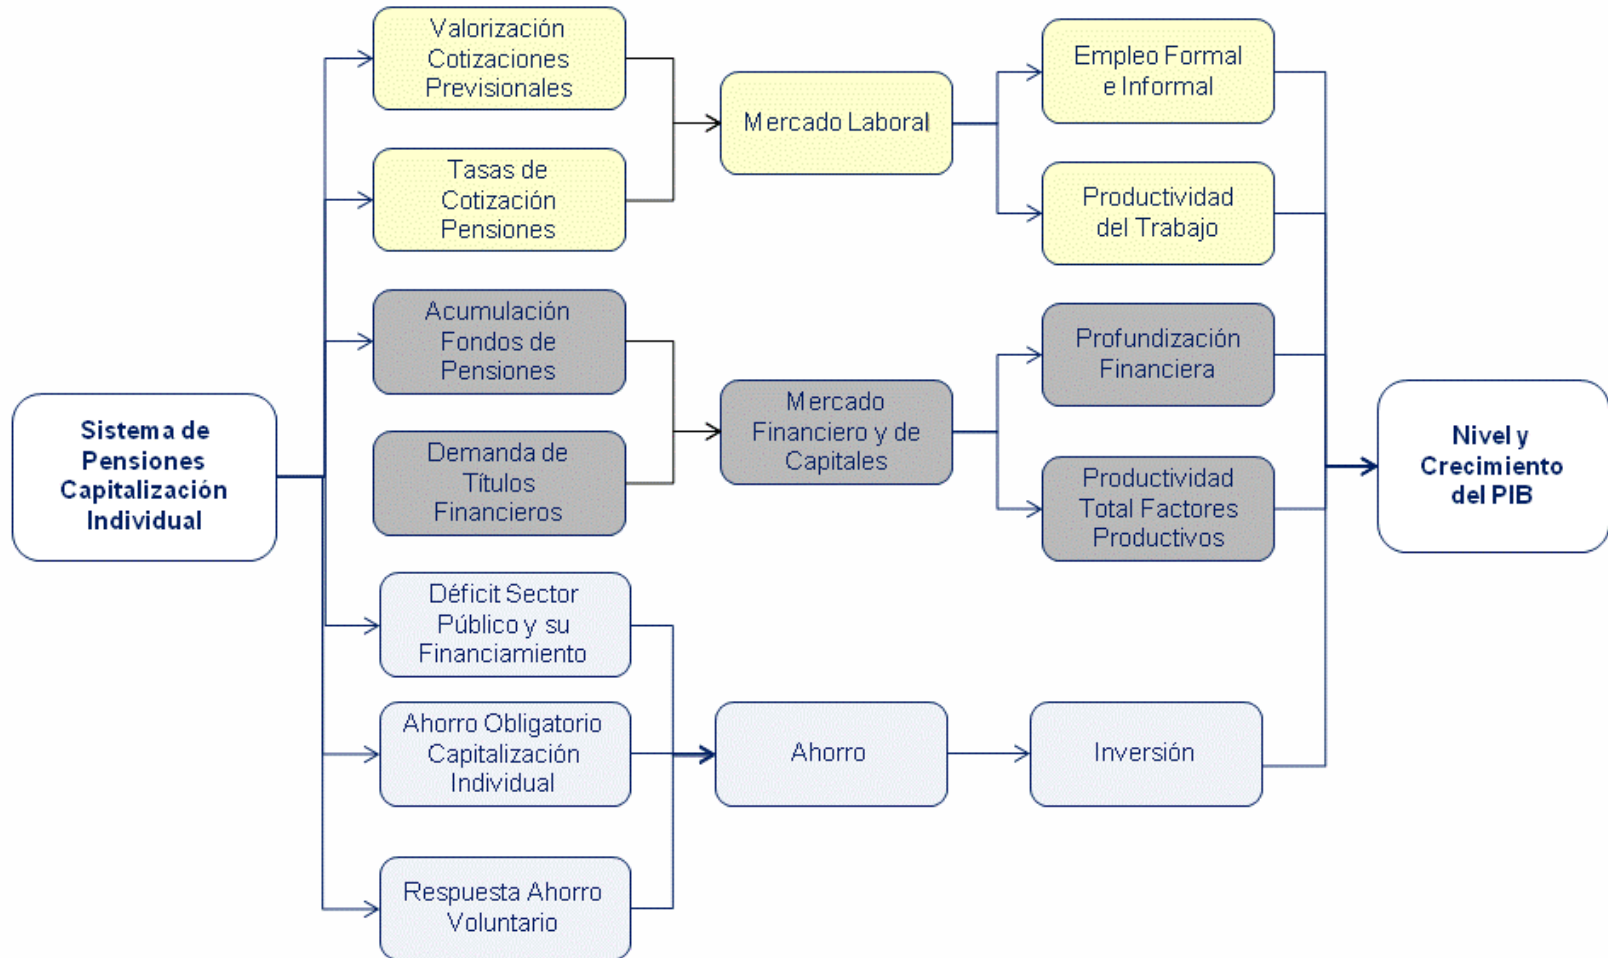 Valorización
Cotizaciones
Previsionales
Tasas de
Cotización
Pensiones
Acumulación
Fondos de
Pensiones
Demanda de
Títulos
Financieros
Déficit Sector
Público y su
Financiamiento
Ahorro Obligatorio
Capitalización
Individual
Respuesta Ahorro
Voluntario
Sistema de
Pensiones
Capitalización
Individual
Mercado Laboral
Mercado
Financiero y de
Capitales
Ahorro
Empleo Formal
e Informal
Productividad
del Trabajo
Profundización
Financiera
Productividad
Total Factores
Productivos
Inversión
Nivel y
Crecimiento
del PIB